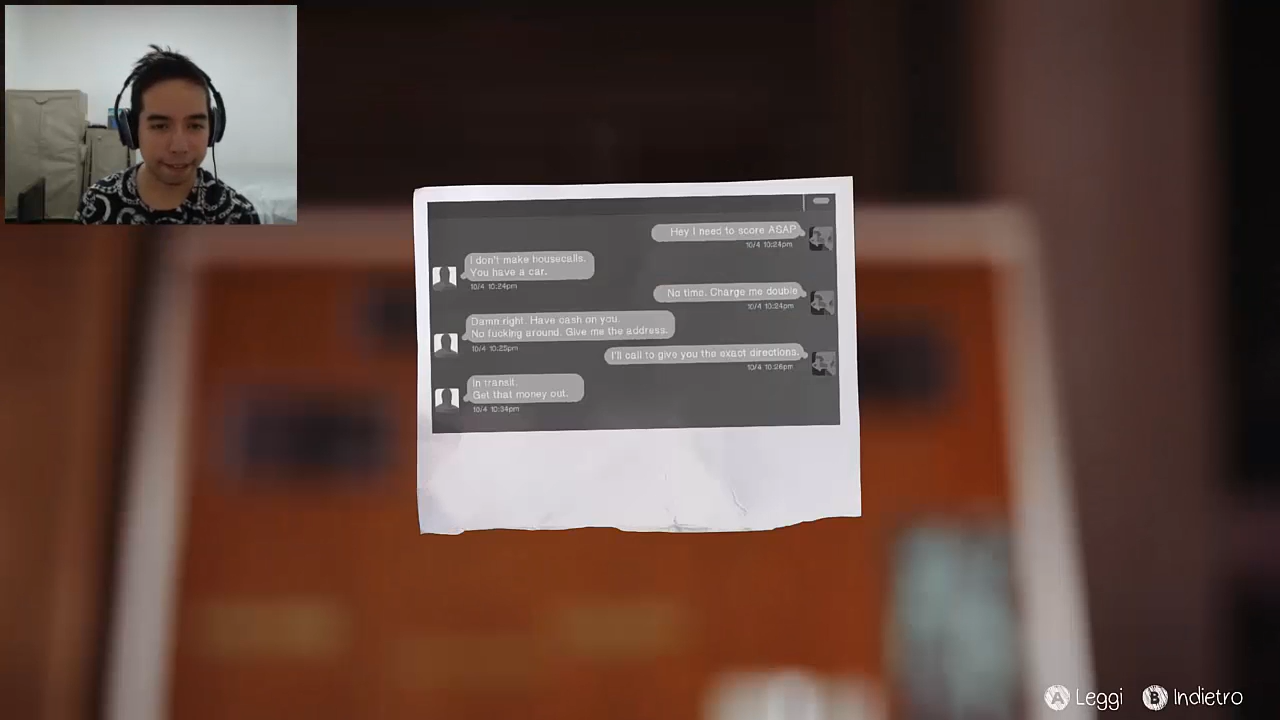 Hey I need to score ASAP
10/4 10:24pm
I don't make housecalls.
You have a car.
10/4 10:24pm
No time. Charge me double
10/4 10:24pm
Damn right. Have cash on you.
No fucking around. Give me the address.
10/4 10:25pm
I'll call to give you the exact directions.
10/4 10:26pm
In transit.
Get that money out.
10/4 10:34pm
A Leggi B Indietro